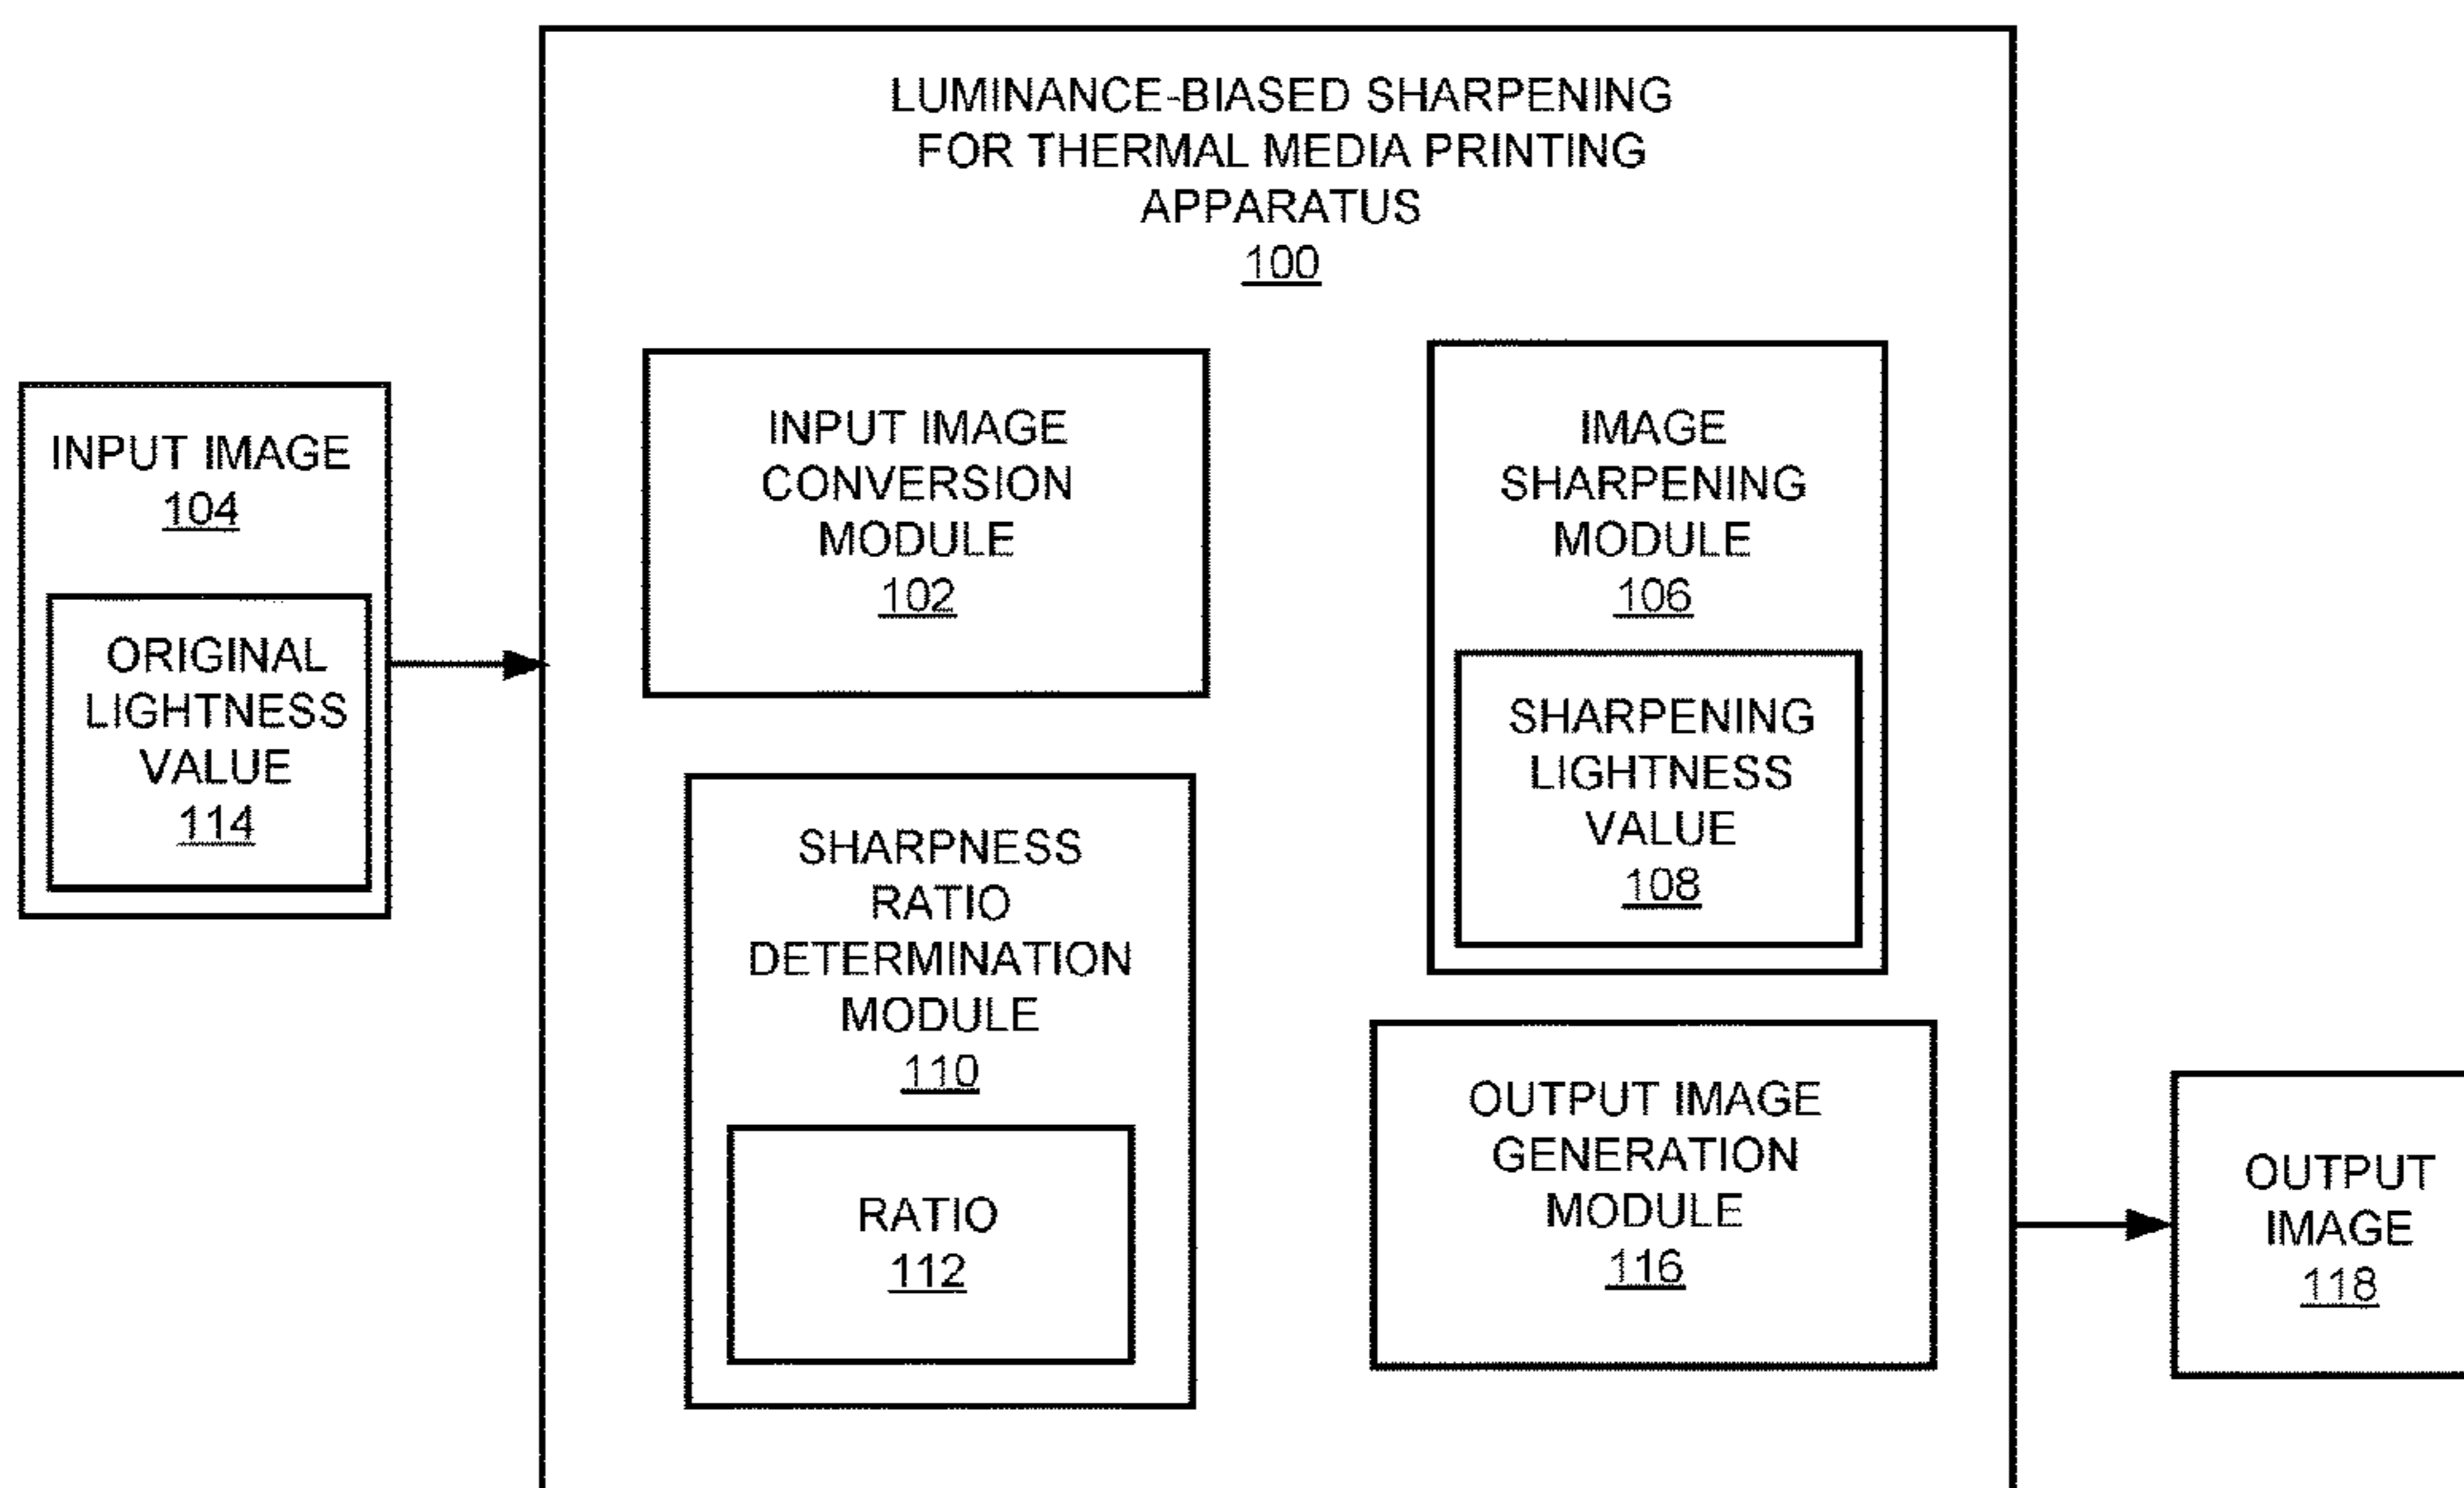 LUMINANCE-BIASED SHARPENING
FOR THERMAL MEDIA PRINTING
APPARATUS
100
INPUT IMAGE
104
ORIGINAL
LIGHTNESS
VALUE
114
INPUT IMAGE
CONVERSION
MODULE
102
IMAGE
SHARPENING
MODULE
106
SHARPENING
LIGHTNESS
VALUE
108
SHARPNESS
RATIO
DETERMINATION
MODULE
110
RATIO
112
OUTPUT IMAGE
GENERATION
MODULE
116
OUTPUT
IMAGE
118